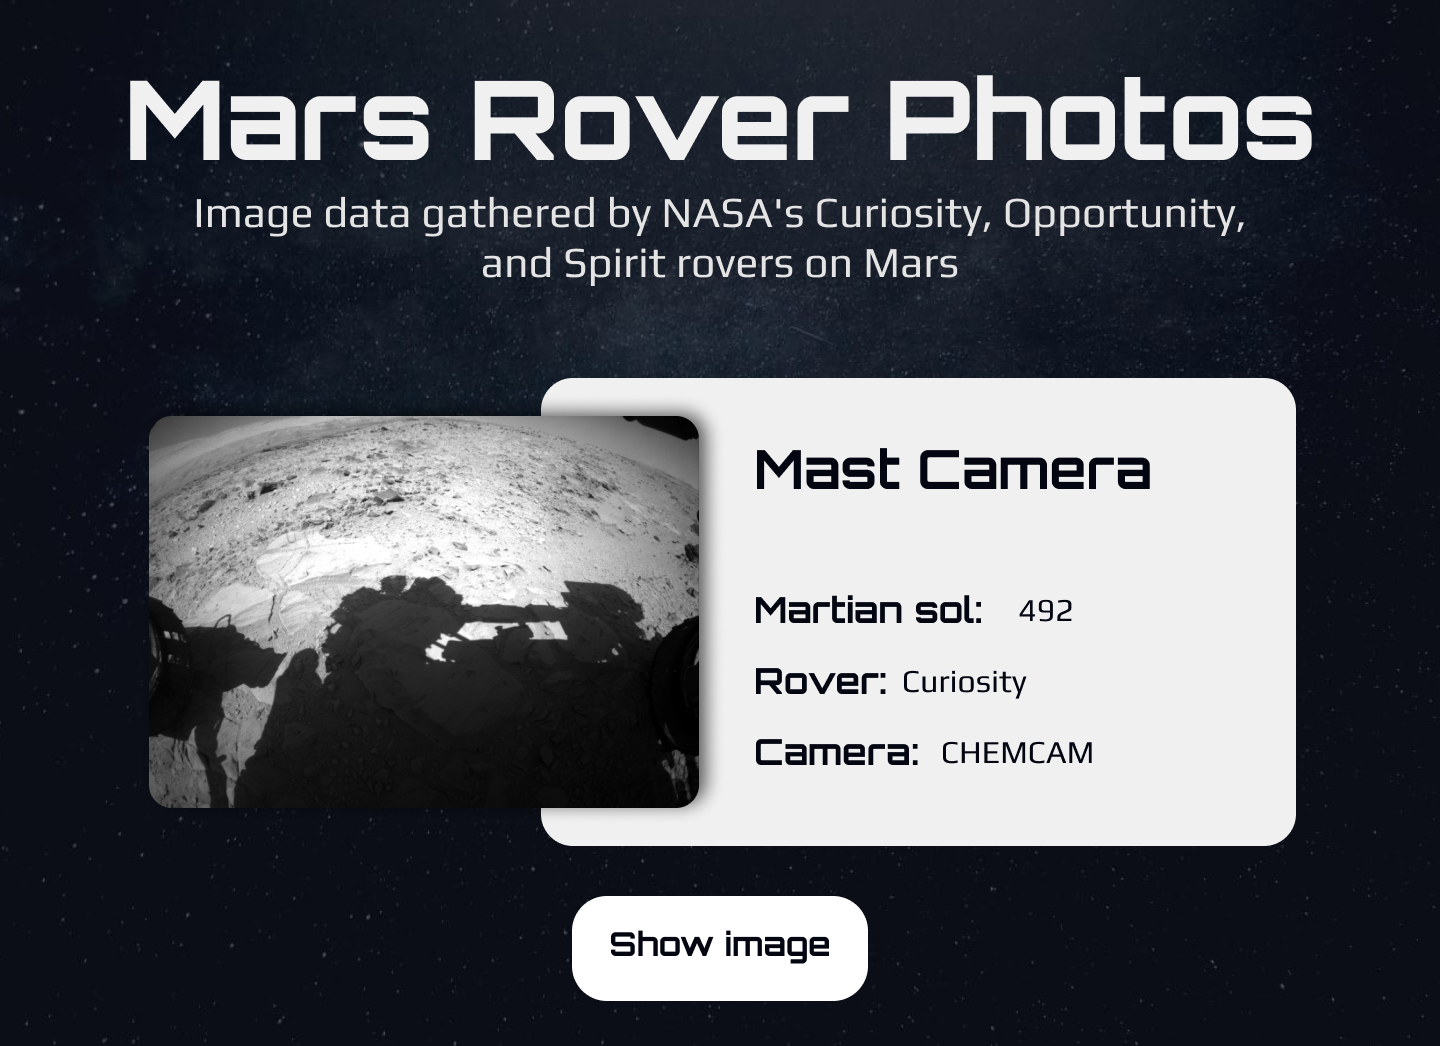 Mars Rover Photos
Image data gathered by NASA's Curiosity, Opportunity,
and Spirit rovers on Mars
Mast Camera
Martian sol: 492
Rover: Curiosity
Camera: CHEMCAM
Show image